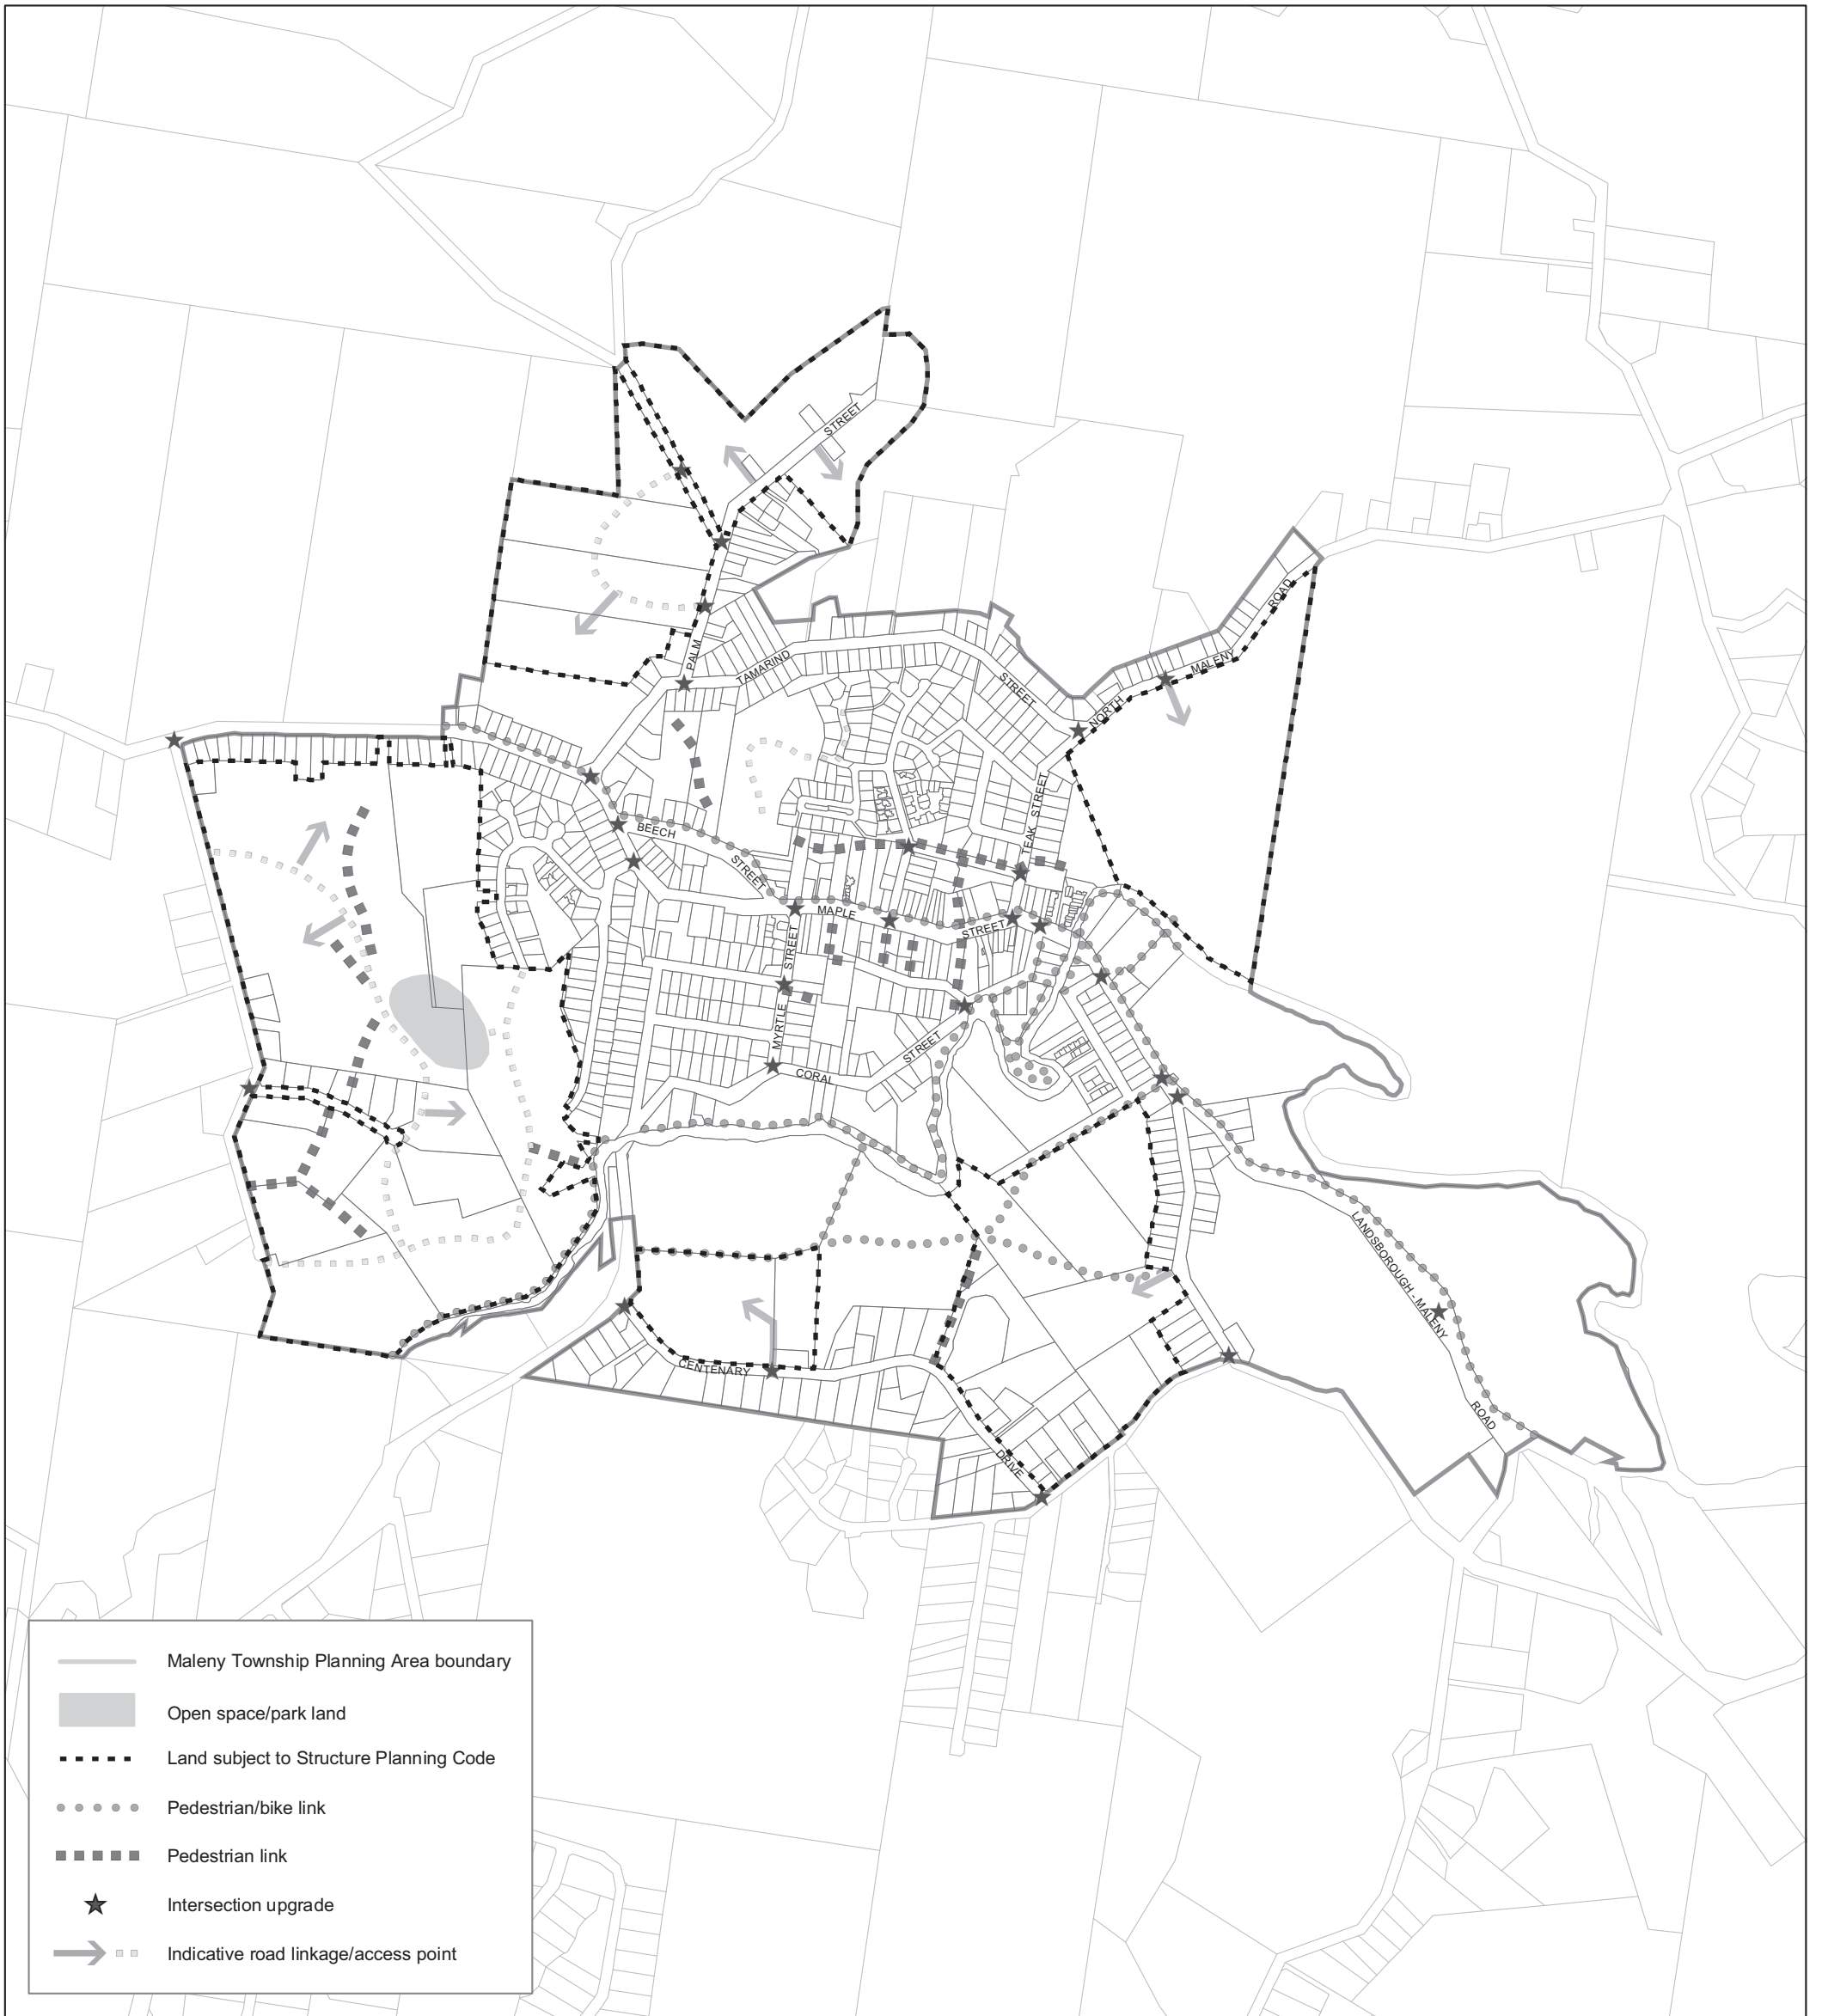 STREET
ROAD
PALM
TAMARIND
MALENY
STREET
NORTH
TEAK STREET
BEECH
STREET
MAPLE
STREET
STREET
MYRTLE
STREET
CORAL
LANDSBOROUGH - MALENY
CENTENARY
ROAD
DRIVE
Maleny Township Planning Area boundary
Open space/park land
Land subject to Structure Planning Code
Pedestrian/bike link
Pedestrian link
Intersection upgrade
Indicative road linkage/access point